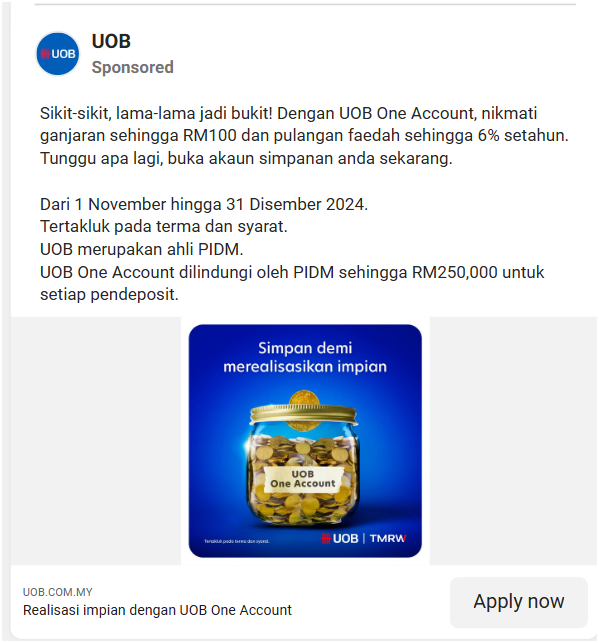 UOB
UOB
Sponsored
Sikit-sikit, lama-lama jadi bukit! Dengan UOB One Account, nikmati
ganjaran sehingga RM100 dan pulangan faedah sehingga 6% setahun.
Tunggu apa lagi, buka akaun simpanan anda sekarang.
Dari 1 November hingga 31 Disember 2024.
Tertakluk pada terma dan syarat.
UOB merupakan ahli PIDM.
UOB One Account dilindungi oleh PIDM sehingga RM250,000 untuk
setiap pendeposit.
Simpan demi
merealisasikan impian
UOB
One Account
Tertakluk pada terma dan syarat.
UOB | TMRW
UOB.COM.MY
Realisasi impian dengan UOB One Account
Apply now